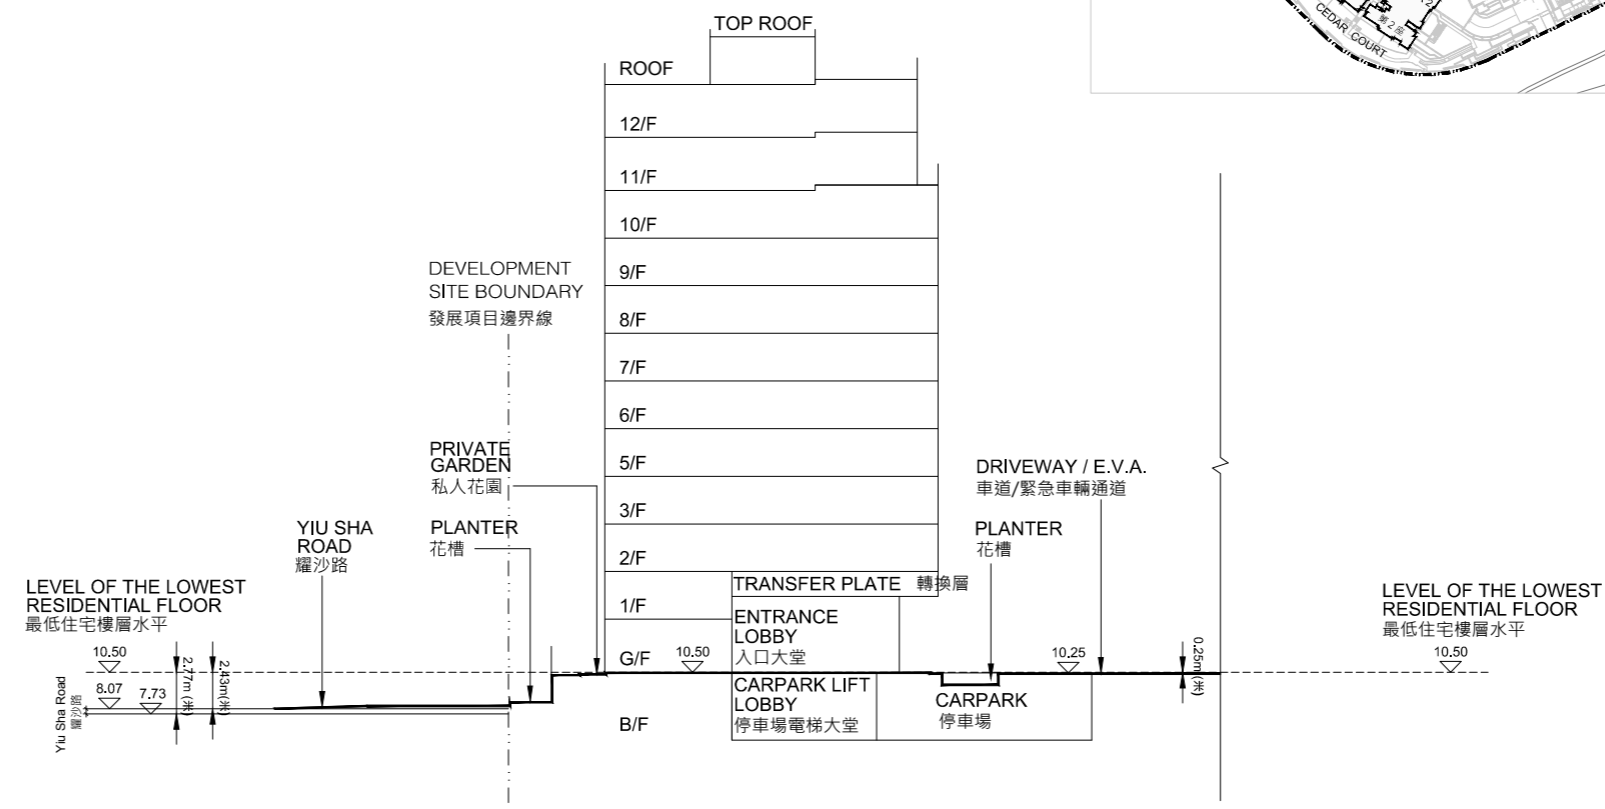 CEDAR COURT
第2座
TOP ROOF
ROOF
12/F
11/F
10/F
9/F
8/F
7/F
6/F
5/F
3/F
2/F
1/F
G/F
B/F
DEVELOPMENT
SITE BOUNDARY
發展項目邊界線
PRIVATE
GARDEN
私人花園
PLANTER
花槽
YIU SHA
ROAD
耀沙路
LEVEL OF THE LOWEST
RESIDENTIAL FLOOR
最低住宅樓層水平
10.50
8.07
7.73
2.77m (米)
2.43m(米)
Yiu Sha Road
耀沙路
TRANSFER PLATE 轉換層
ENTRANCE
LOBBY
入口大堂
10.50
CARPARK LIFT
LOBBY
停車場電梯大堂
DRIVEWAY / E.V.A.
車道/緊急車輛通道
PLANTER
花槽
10.25
CARPARK
停車場
0.25m(米)
LEVEL OF THE LOWEST
RESIDENTIAL FLOOR
最低住宅樓層水平
10.50